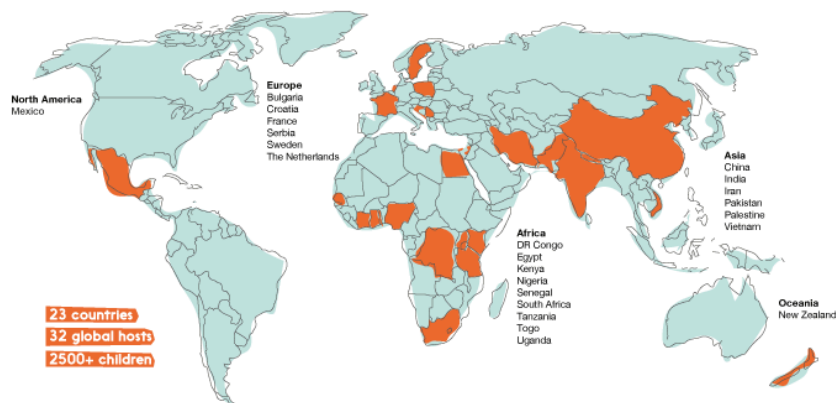 North America
Mexico
Europe
Bulgaria
Croatia
France
Serbia
Sweden
The Netherlands
Africa
DR Congo
Egypt
Kenya
Nigeria
Senegal
South Africa
Tanzania
Togo
Uganda
Asia
China
India
Iran
Pakistan
Palestine
Vietnam
Oceania
New Zealand
23 countries
32 global hosts
2500+ children